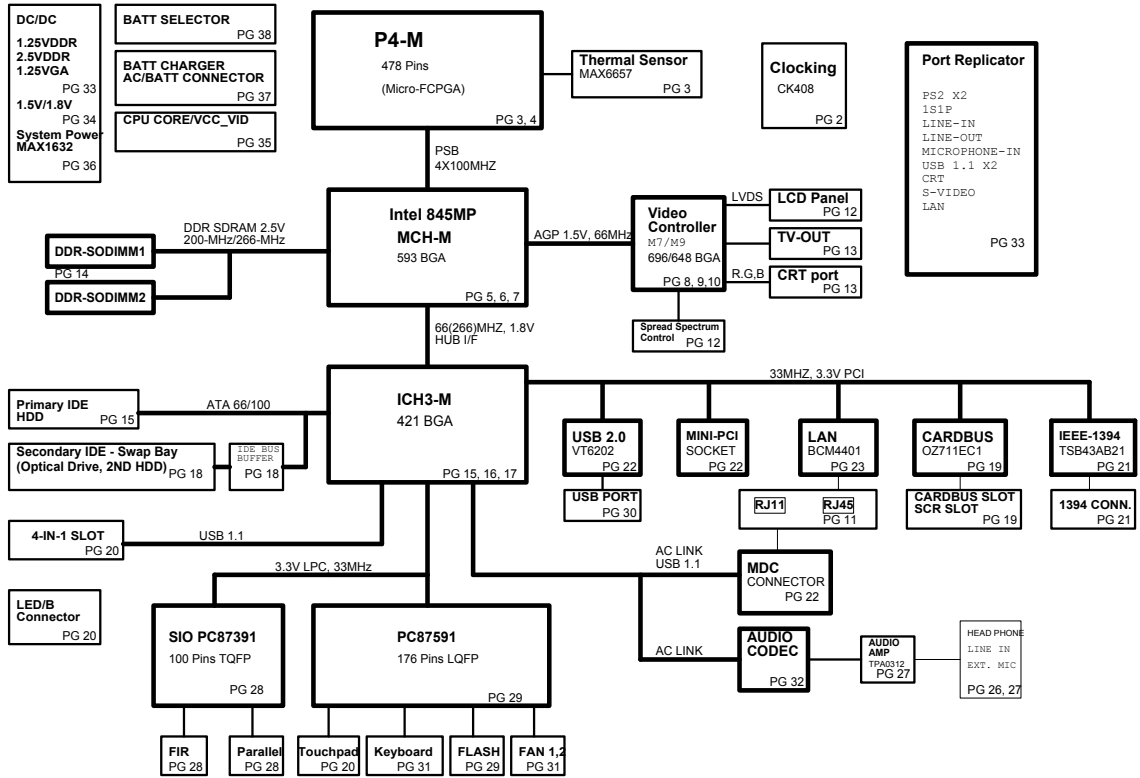 DC/DC
1.25VDDR
2.5VDDR
1.25VGA
PG 33
1.5V/1.8V
PG 34
System Power
MAX1632
PG 36
BATT SELECTOR
PG 38
BATT CHARGER
AC/BATT CONNECTOR
PG 37
CPU CORE/VCC_VID
PG 35
P4-M
478 Pins
(Micro-FCPGA)
PG 3, 4
Thermal Sensor
MAX6657
PG 3
Clocking
CK408
PG 2
Port Replicator
PS2 X2
1S1P
LINE-IN
LINE-OUT
MICROPHONE-IN
USB 1.1 X2
CRT
S-VIDEO
LAN
PG 33
PSB
4X100MHZ
Intel 845MP
MCH-M
593 BGA
PG 5, 6, 7
DDR SDRAM 2.5V
200-MHz/266-MHz
DDR-SODIMM1
PG 14
DDR-SODIMM2
AGP 1.5V, 66MHz
Video
Controller
M7/M9
696/648 BGA
PG 8, 9,10
LVDS
LCD Panel
PG 12
TV-OUT
PG 13
R.G,B
CRT port
PG 13
Spread Spectrum
Control
PG 12
66(266)MHZ, 1.8V
HUB I/F
ICH3-M
421 BGA
PG 15, 16, 17
Primary IDE
HDD
PG 15
ATA 66/100
Secondary IDE - Swap Bay
(Optical Drive, 2ND HDD)
PG 18
IDE BUS
BUFFER
PG 18
33MHZ, 3.3V PCI
USB 2.0
VT6202
PG 22
USB PORT
PG 30
MINI-PCI
SOCKET
PG 22
LAN
BCM4401
PG 23
RJ11
RJ45
PG 11
CARDBUS
OZ711EC1
PG 19
CARDBUS SLOT
SCR SLOT
PG 19
IEEE-1394
TSB43AB21
PG 21
1394 CONN.
PG 21
4-IN-1 SLOT
PG 20
USB 1.1
3.3V LPC, 33MHz
AC LINK
USB 1.1
MDC
CONNECTOR
PG 22
LED/B
Connector
PG 20
SIO PC87391
100 Pins TQFP
PG 28
PC87591
176 Pins LQFP
PG 29
AC LINK
AUDIO
CODEC
PG 32
AUDIO
AMP
TPA0312
PG 27
HEAD PHONE
LINE IN
EXT. MIC
PG 26, 27
FIR
PG 28
Parallel
PG 28
Touchpad
PG 20
Keyboard
PG 31
FLASH
PG 29
FAN 1,2
PG 31